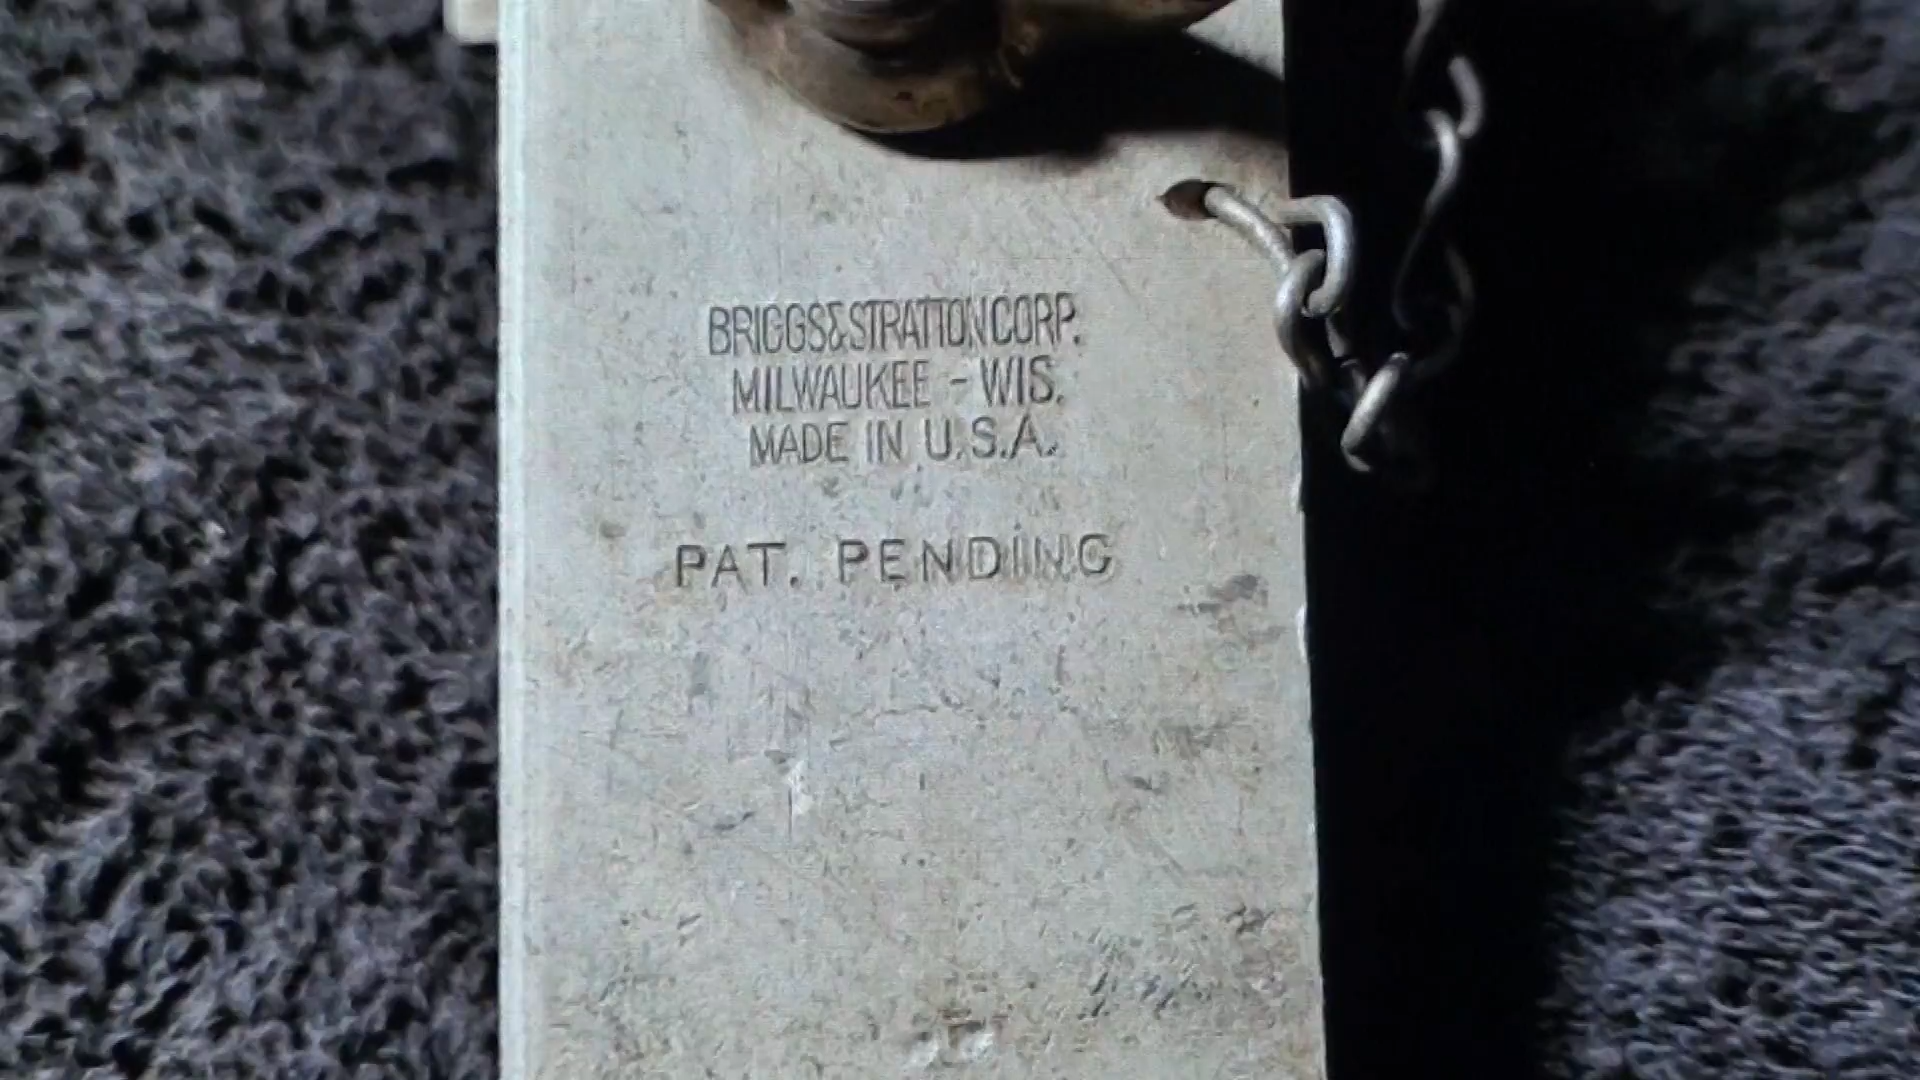 BRIGGS&STRATTON CORP.
MILWAUKEE - WIS.
MADE IN U.S.A.
PAT. PENDING